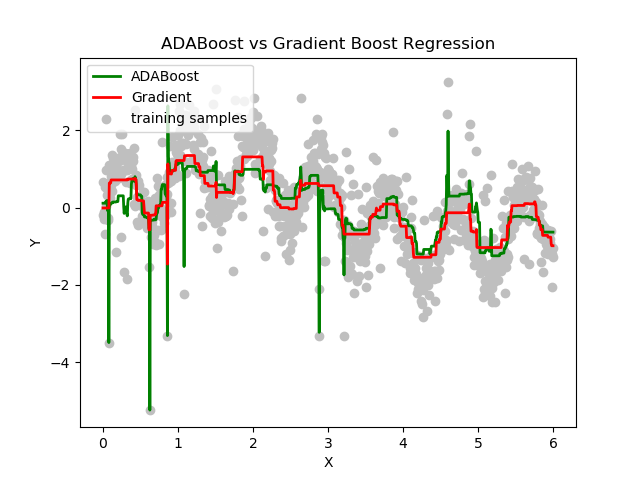 ADABoost vs Gradient Boost Regression
ADABoost
Gradient
training samples
Y
2
0
−2
−4
0 1 2 3 4 5 6
X